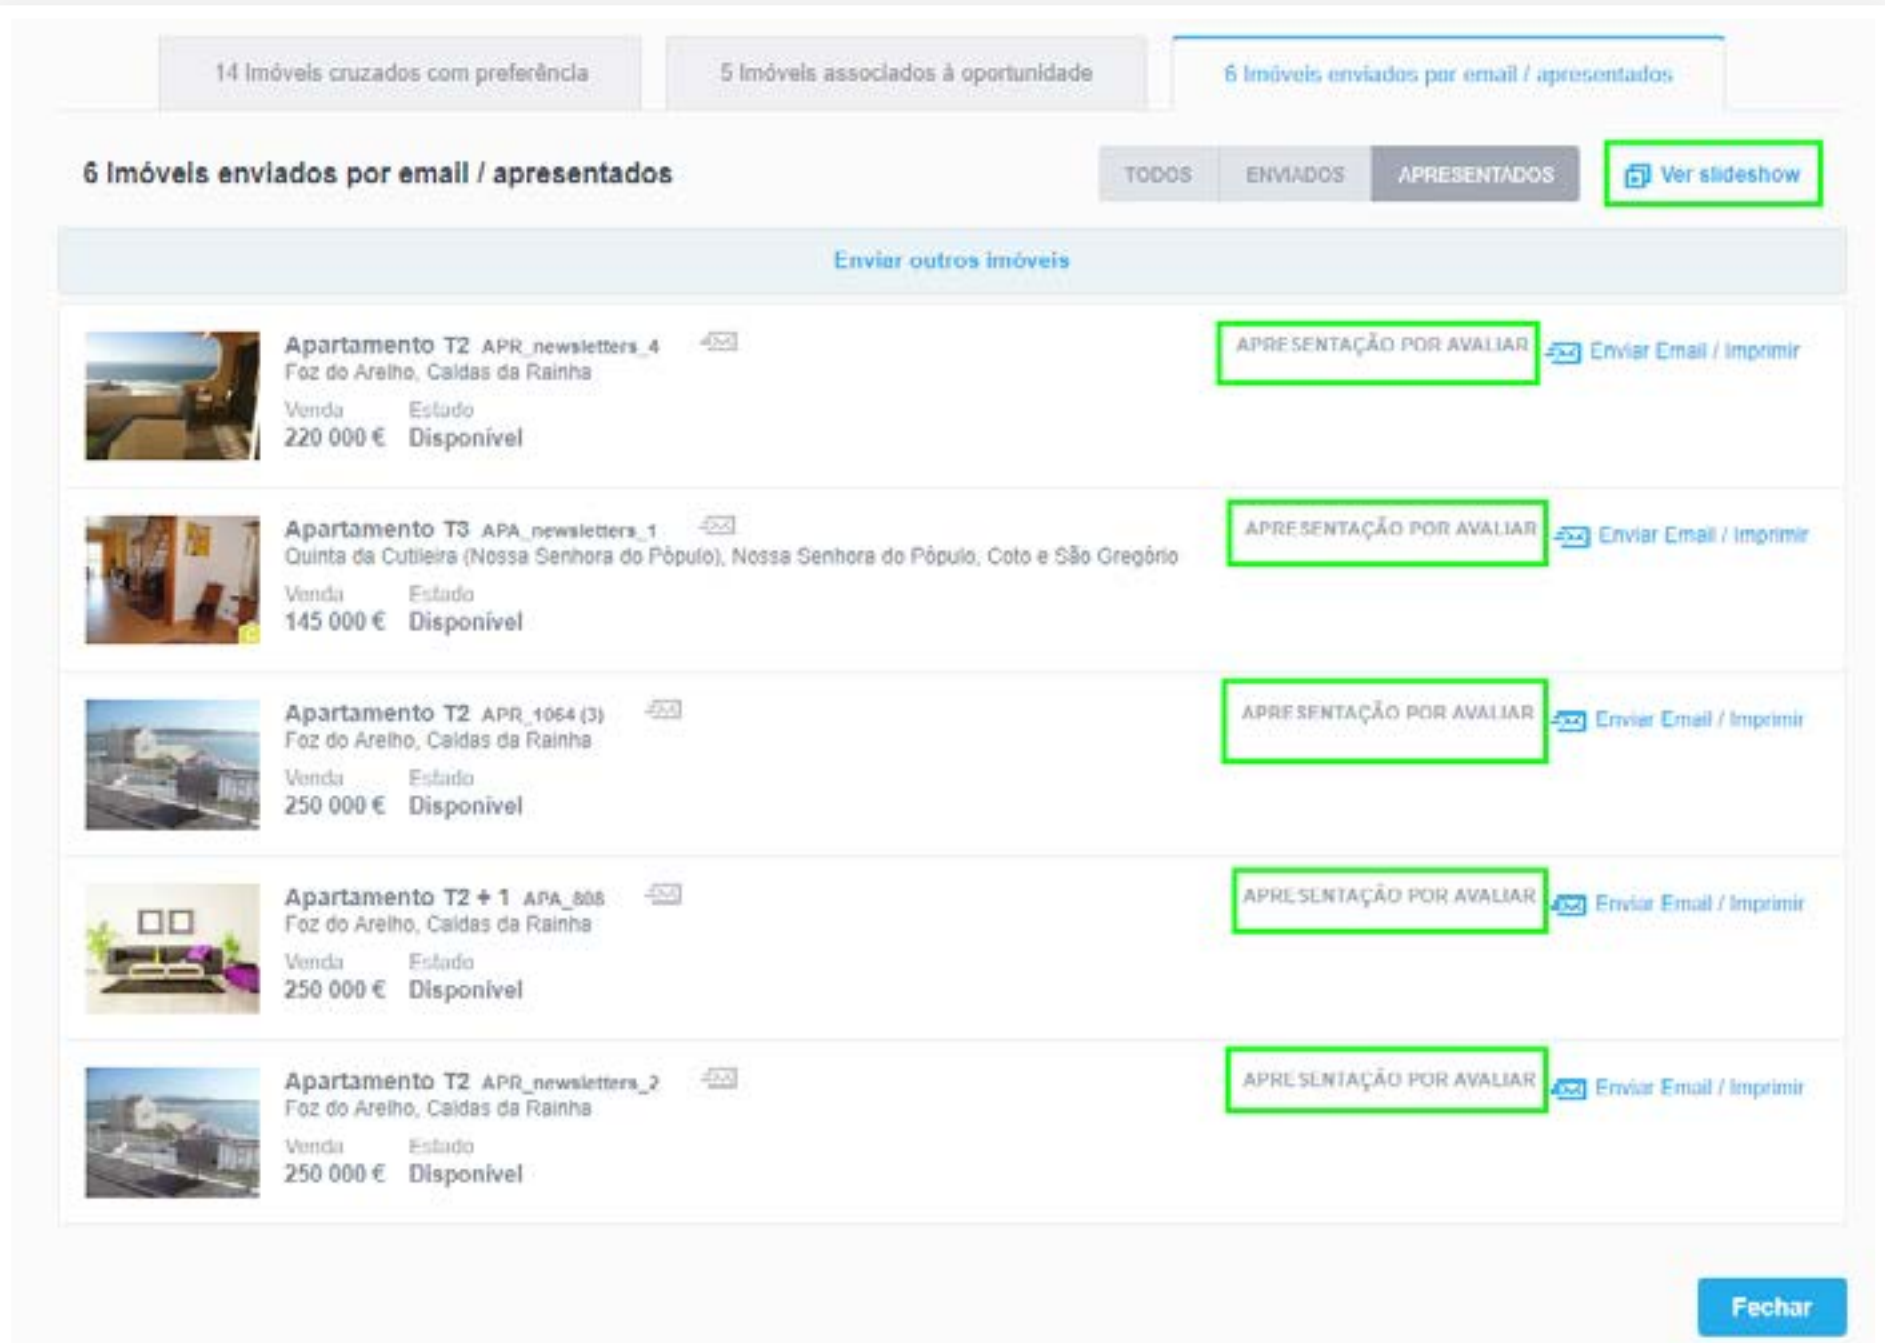 14 Imóveis cruzados com preferência
5 Imóveis associados à oportunidade
6 Imóveis enviados por email / apresentados
6 Imóveis enviados por email / apresentados
TODOS
ENVIADOS
APRESENTADOS
Ver slideshow
Enviar outros imóveis
Apartamento T2 APR_newsletters_4
APRESENTAÇÃO POR AVALIAR
Enviar Email / Imprimir
Foz do Arelho, Caldas da Rainha
Venda Estado
220 000 € Disponível
Apartamento T3 APA_newsletters_1
APRESENTAÇÃO POR AVALIAR
Enviar Email / Imprimir
Quinta da Cutileira (Nossa Senhora do Pópulo), Nossa Senhora do Pópulo, Coto e São Gregório
Venda Estado
145 000 € Disponível
Apartamento T2 APR_1064 (3)
APRESENTAÇÃO POR AVALIAR
Enviar Email / Imprimir
Foz do Arelho, Caldas da Rainha
Venda Estado
250 000 € Disponível
Apartamento T2 + 1 APA_808
APRESENTAÇÃO POR AVALIAR
Enviar Email / Imprimir
Foz do Arelho, Caldas da Rainha
Venda Estado
250 000 € Disponível
Apartamento T2 APR_newsletters_2
APRESENTAÇÃO POR AVALIAR
Enviar Email / Imprimir
Foz do Arelho, Caldas da Rainha
Venda Estado
250 000 € Disponível
Fechar